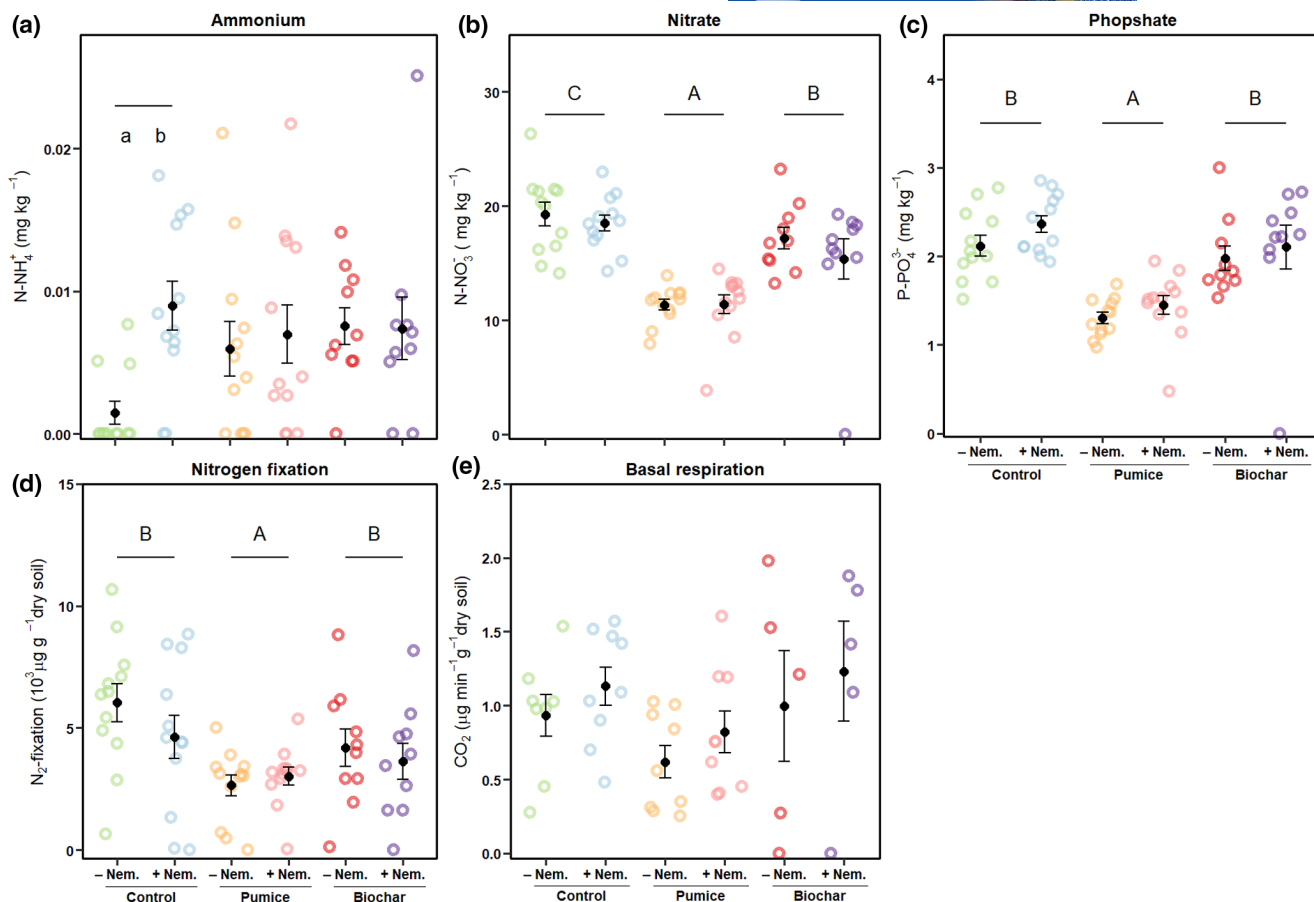 (a) Ammonium
N-NH₄⁺ (mg kg⁻¹)
0.02
0.01
0.00
a b
(b) Nitrate
N-NO₃⁻ ( mg kg⁻¹)
30
20
10
0
C A B
(c) Phopshate
P-PO₄³⁻ (mg kg⁻¹)
4
3
2
1
0
B A B
– Nem. + Nem. – Nem. + Nem. – Nem. + Nem.
Control Pumice Biochar
(d) Nitrogen fixation
N₂-fixation (10³µg g⁻¹dry soil)
15
10
5
0
B A B
– Nem. + Nem. – Nem. + Nem. – Nem. + Nem.
Control Pumice Biochar
(e) Basal respiration
CO₂ (µg min⁻¹g⁻¹dry soil)
2.5
2.0
1.5
1.0
0.5
0.0
– Nem. + Nem. – Nem. + Nem. – Nem. + Nem.
Control Pumice Biochar